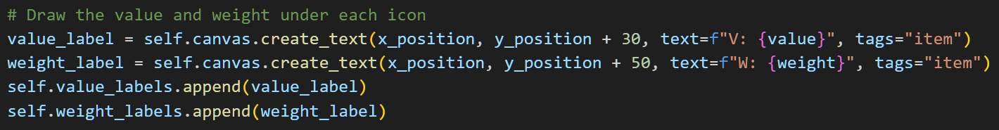 # Draw the value and weight under each icon
value_label = self.canvas.create_text(x_position, y_position + 30, text=f"V: {value}", tags="item")
weight_label = self.canvas.create_text(x_position, y_position + 50, text=f"W: {weight}", tags="item")
self.value_labels.append(value_label)
self.weight_labels.append(weight_label)